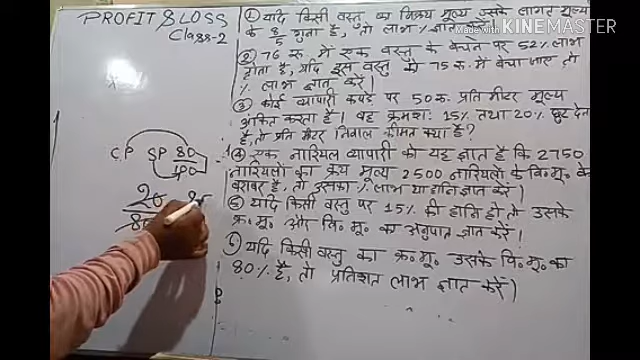 PROFIT & LOSS
Class-2
① यदि किसी वस्तु का विक्रय मूल्य उसके लागत मूल्य
के 8/5 गुना है, तो लाभ %
Made with KINEMASTER
② 76 रु. में एक वस्तु के बेचने पर 52% लाभ
होता है, यदि इस वस्तु को 75 रु. में बेचा जाए तो
% लाभ ज्ञात करें।
③ कोई व्यापारी कपड़े पर 50 रु. प्रति मीटर मूल्य
अंकित करता है। वह क्रमशः 15% तथा 20% छूट देता
है, तो प्रति मीटर निवल कीमत क्या है?
④ एक नारियल व्यापारी को यह ज्ञात है कि 2750
नारियलों का क्रय मूल्य 2500 नारियलों के वि॰ मू॰ के
बराबर है, तो उसका % लाभ या हानि ज्ञात करें।
⑤ यदि किसी वस्तु पर 15% की हानि हो तो उसके
क्र॰ मू॰ और वि॰ मू॰ का अनुपात ज्ञात करें।
यदि किसी वस्तु का क्र॰ मू॰ उसके वि॰ मू॰ का
80% है, तो प्रतिशत लाभ ज्ञात करें।
CP SP 80
100
20
80